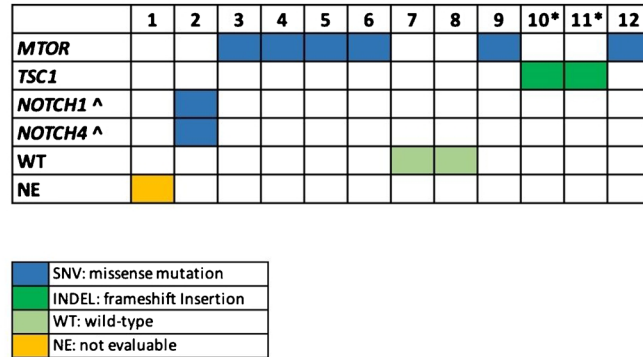 1 2 3 4 5 6 7 8 9 10* 11* 12
MTOR
TSC1
NOTCH1 ^
NOTCH4 ^
WT
NE
SNV: missense mutation
INDEL: frameshift Insertion
WT: wild-type
NE: not evaluable